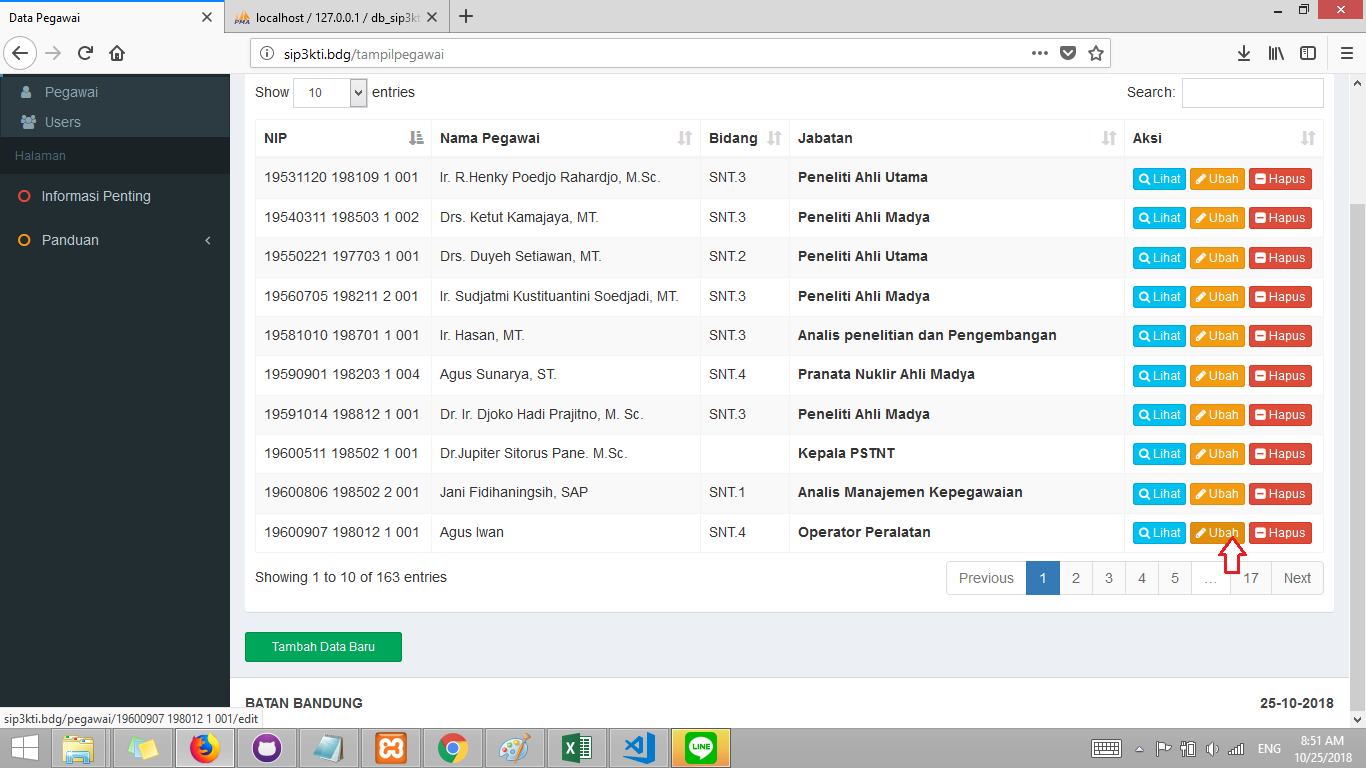 Data Pegawai
localhost / 127.0.0.1 / db_sip3kt
sip3kti.bdg/tampilpegawai
Pegawai
Users
Halaman
Informasi Penting
Panduan
Show 10 entries Search:
NIP Nama Pegawai Bidang Jabatan Aksi
19531120 198109 1 001 Ir. R.Henky Poedjo Rahardjo, M.Sc. SNT.3 Peneliti Ahli Utama Lihat Ubah Hapus
19540311 198503 1 002 Drs. Ketut Kamajaya, MT. SNT.3 Peneliti Ahli Madya Lihat Ubah Hapus
19550221 197703 1 001 Drs. Duyeh Setiawan, MT. SNT.2 Peneliti Ahli Utama Lihat Ubah Hapus
19560705 198211 2 001 Ir. Sudjatmi Kustituantini Soedjadi, MT. SNT.3 Peneliti Ahli Madya Lihat Ubah Hapus
19581010 198701 1 001 Ir. Hasan, MT. SNT.3 Analis penelitian dan Pengembangan Lihat Ubah Hapus
19590901 198203 1 004 Agus Sunarya, ST. SNT.4 Pranata Nuklir Ahli Madya Lihat Ubah Hapus
19591014 198812 1 001 Dr. Ir. Djoko Hadi Prajitno, M. Sc. SNT.3 Peneliti Ahli Madya Lihat Ubah Hapus
19600511 198502 1 001 Dr.Jupiter Sitorus Pane. M.Sc. Kepala PSTNT Lihat Ubah Hapus
19600806 198502 2 001 Jani Fidihaningsih, SAP SNT.1 Analis Manajemen Kepegawaian Lihat Ubah Hapus
19600907 198012 1 001 Agus Iwan SNT.4 Operator Peralatan Lihat Ubah Hapus
Showing 1 to 10 of 163 entries Previous 1 2 3 4 5 … 17 Next
Tambah Data Baru
BATAN BANDUNG 25-10-2018
sip3kti.bdg/pegawai/19600907 198012 1 001/edit
LINE
ENG
8:51 AM
10/25/2018